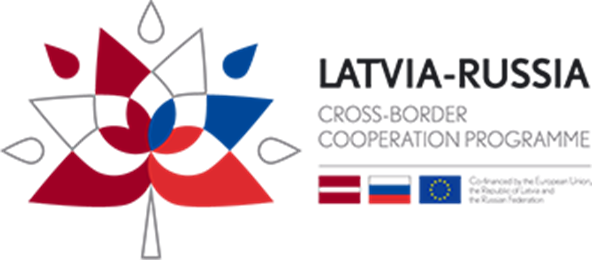 LATVIA-RUSSIA
CROSS-BORDER
COOPERATION PROGRAMME
Co-financed by the European Union,
the Republic of Latvia and
the Russian Federation